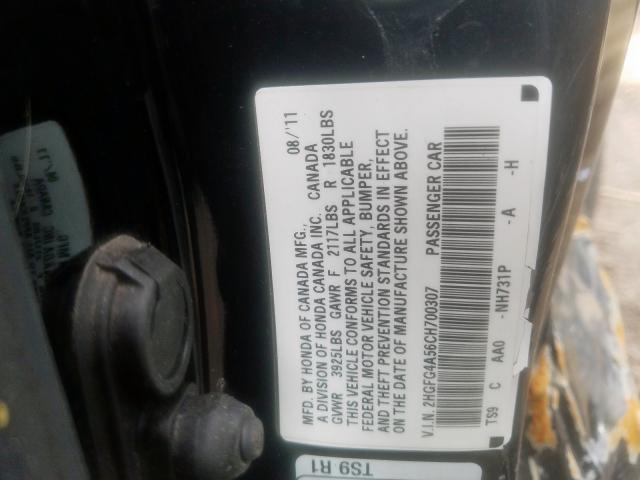 MFD. BY HONDA OF CANADA MFG., 08/'11
A DIVISION OF HONDA CANADA INC. CANADA
GVWR 3925LBS GAWR F 2117LBS R 1830LBS
THIS VEHICLE CONFORMS TO ALL APPLICABLE
FEDERAL MOTOR VEHICLE SAFETY, BUMPER,
AND THEFT PREVENTION STANDARDS IN EFFECT
ON THE DATE OF MANUFACTURE SHOWN ABOVE.
V.I.N. 2HGFG4A56CH700307 PASSENGER CAR
TS9 C AA0 -NH731P -A -H
TS9 R1